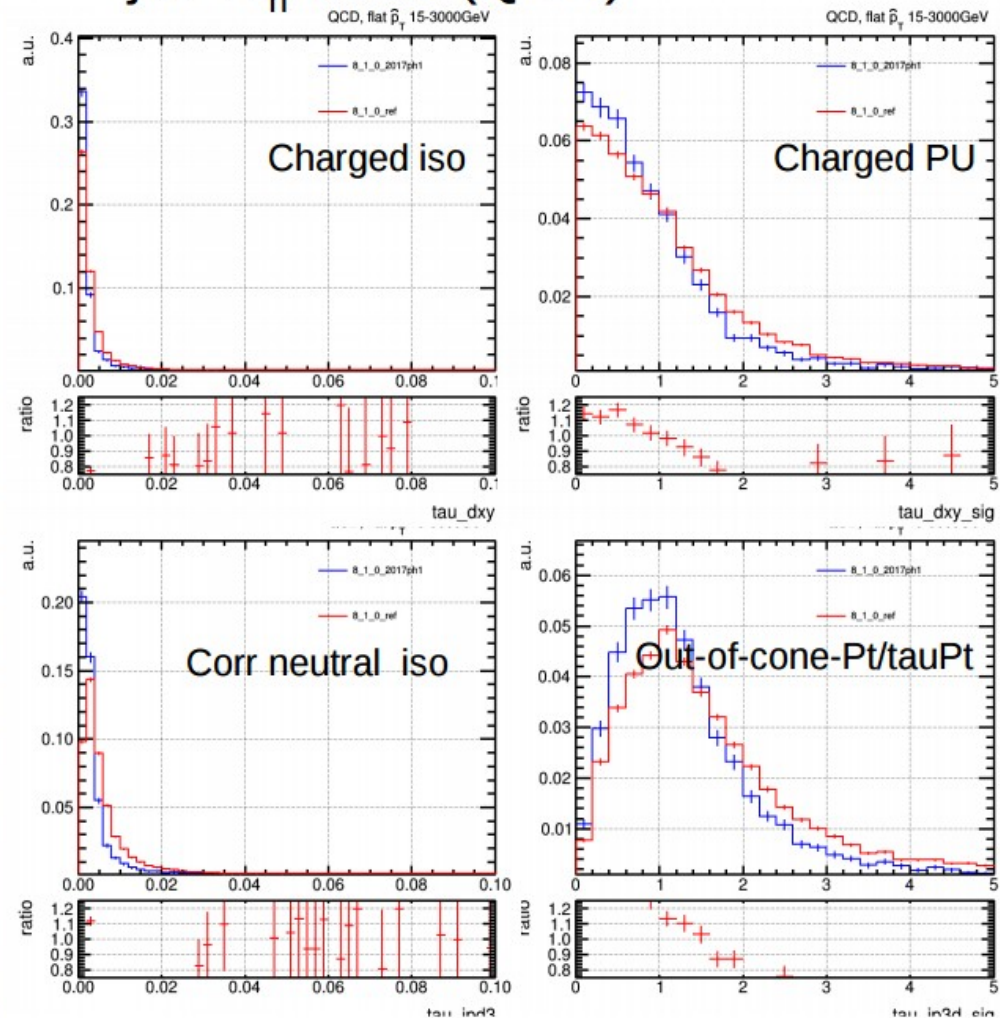 QCD, flat p̂T 15-3000GeV
a.u.
0.4
0.3
0.2
0.1
8_1_0_2017ph1
8_1_0_ref
Charged iso
0.00 0.02 0.04 0.06 0.08 0.1
ratio
1.2
1.1
1.0
0.9
0.8
0.00 0.02 0.04 0.06 0.08 0.1
tau_dxy
QCD, flat p̂T 15-3000GeV
a.u.
0.08
0.06
0.04
0.02
8_1_0_2017ph1
8_1_0_ref
Charged PU
0 1 2 3 4 5
ratio
1.2
1.1
1.0
0.9
0.8
0 1 2 3 4 5
tau_dxy_sig
a.u.
0.20
0.15
0.10
0.05
8_1_0_2017ph1
8_1_0_ref
Corr neutral iso
0.00 0.02 0.04 0.06 0.08 0.10
ratio
1.2
1.1
1.0
0.9
0.8
0.00 0.02 0.04 0.06 0.08 0.10
a.u.
0.06
0.05
0.04
0.03
0.02
0.01
8_1_0_2017ph1
8_1_0_ref
Out-of-cone-Pt/tauPt
0 1 2 3 4 5
ratio
1.2
1.1
1.0
0.9
0.8
0 1 2 3 4 5
tau_ip3d_sig